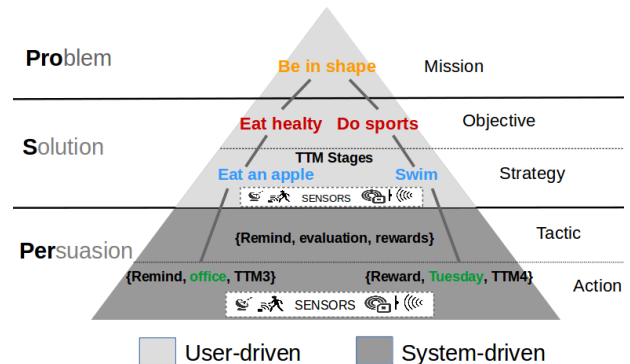 Problem
Be in shape
Mission
Eat healty Do sports
Objective
Solution
TTM Stages
Eat an apple Swim
Strategy
SENSORS
Persuasion
{Remind, evaluation, rewards}
Tactic
{Remind, office, TTM3} {Reward, Tuesday, TTM4}
Action
SENSORS
User-driven System-driven